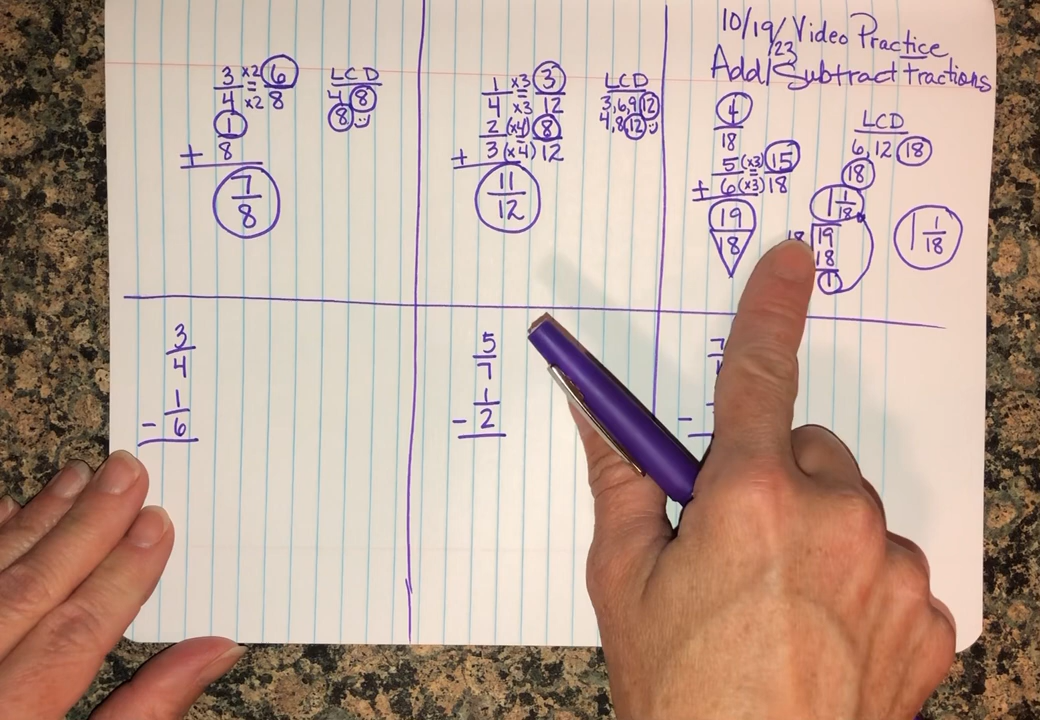 10/19/23 Video Practice
Add/Subtract Fractions
3 x2 6
4 x2 = 8
1
+ 8
7
8
LCD
4, 8
8
1 x3 3
4 x3 = 12
2 (x4) 8
+ 3 (x4) = 12
11
12
LCD
3, 6, 9, 12
4, 8, 12
4
18
5 (x3) 15
+ 6 (x3) = 18
19
18
LCD
6, 12, 18
18
1 1/18
19
18
1
1 1/18
3
4
1
- 6
5
7
1
- 2
7
-